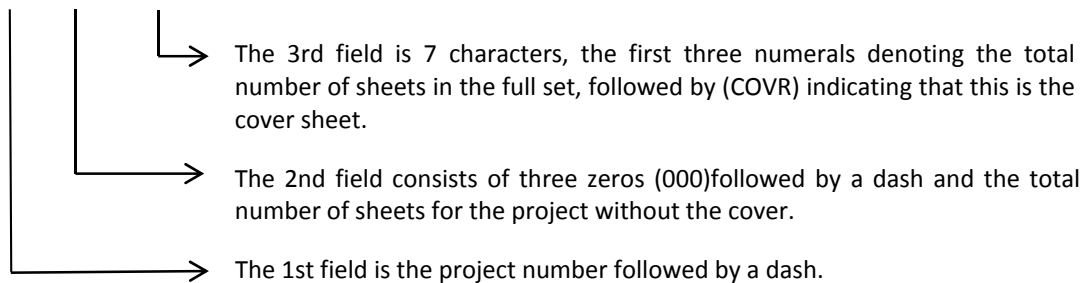 The 3rd field is 7 characters, the first three numerals denoting the total
number of sheets in the full set, followed by (COVR) indicating that this is the
cover sheet.
The 2nd field consists of three zeros (000)followed by a dash and the total
number of sheets for the project without the cover.
The 1st field is the project number followed by a dash.